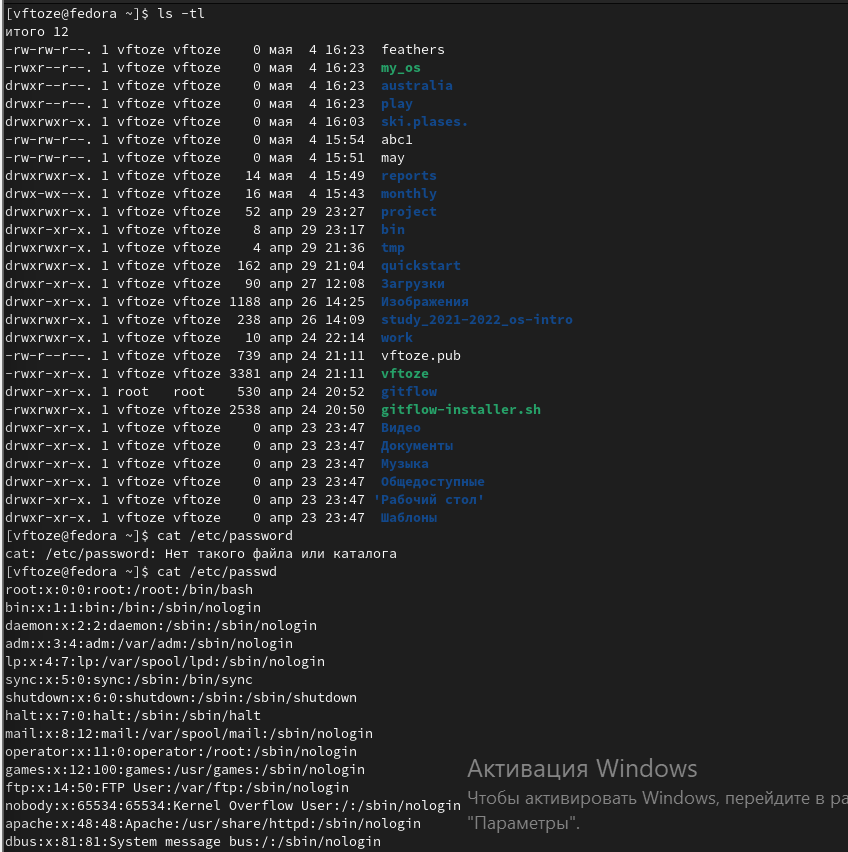 [vftoze@fedora ~]$ ls -tl
итого 12
-rw-rw-r--. 1 vftoze vftoze    0 мая  4 16:23  feathers
-rwxr--r--. 1 vftoze vftoze    0 мая  4 16:23  my_os
drwxr--r--. 1 vftoze vftoze    0 мая  4 16:23  australia
drwxr--r--. 1 vftoze vftoze    0 мая  4 16:23  play
drwxrwxr-x. 1 vftoze vftoze    0 мая  4 16:03  ski.plases.
-rw-rw-r--. 1 vftoze vftoze    0 мая  4 15:54  abc1
-rw-rw-r--. 1 vftoze vftoze    0 мая  4 15:51  may
drwxrwxr-x. 1 vftoze vftoze   14 мая  4 15:49  reports
drwx-wx--x. 1 vftoze vftoze   16 мая  4 15:43  monthly
drwxrwxr-x. 1 vftoze vftoze   52 апр 29 23:27  project
drwxr-xr-x. 1 vftoze vftoze    8 апр 29 23:17  bin
drwxrwxr-x. 1 vftoze vftoze    4 апр 29 21:36  tmp
drwxrwxr-x. 1 vftoze vftoze  162 апр 29 21:04  quickstart
drwxr-xr-x. 1 vftoze vftoze   90 апр 27 12:08  Загрузки
drwxr-xr-x. 1 vftoze vftoze 1188 апр 26 14:25  Изображения
drwxrwxr-x. 1 vftoze vftoze  238 апр 26 14:09  study_2021-2022_os-intro
drwxrwxr-x. 1 vftoze vftoze   10 апр 24 22:14  work
-rw-r--r--. 1 vftoze vftoze  739 апр 24 21:11  vftoze.pub
-rwxr-xr-x. 1 vftoze vftoze 3381 апр 24 21:11  vftoze
drwxr-xr-x. 1 root   root    530 апр 24 20:52  gitflow
-rwxrwxr-x. 1 vftoze vftoze 2538 апр 24 20:50  gitflow-installer.sh
drwxr-xr-x. 1 vftoze vftoze    0 апр 23 23:47  Видео
drwxr-xr-x. 1 vftoze vftoze    0 апр 23 23:47  Документы
drwxr-xr-x. 1 vftoze vftoze    0 апр 23 23:47  Музыка
drwxr-xr-x. 1 vftoze vftoze    0 апр 23 23:47  Общедоступные
drwxr-xr-x. 1 vftoze vftoze    0 апр 23 23:47 'Рабочий стол'
drwxr-xr-x. 1 vftoze vftoze    0 апр 23 23:47  Шаблоны
[vftoze@fedora ~]$ cat /etc/password
cat: /etc/password: Нет такого файла или каталога
[vftoze@fedora ~]$ cat /etc/passwd
root:x:0:0:root:/root:/bin/bash
bin:x:1:1:bin:/bin:/sbin/nologin
daemon:x:2:2:daemon:/sbin:/sbin/nologin
adm:x:3:4:adm:/var/adm:/sbin/nologin
lp:x:4:7:lp:/var/spool/lpd:/sbin/nologin
sync:x:5:0:sync:/sbin:/bin/sync
shutdown:x:6:0:shutdown:/sbin:/sbin/shutdown
halt:x:7:0:halt:/sbin:/sbin/halt
mail:x:8:12:mail:/var/spool/mail:/sbin/nologin
operator:x:11:0:operator:/root:/sbin/nologin
games:x:12:100:games:/usr/games:/sbin/nologin
ftp:x:14:50:FTP User:/var/ftp:/sbin/nologin
nobody:x:65534:65534:Kernel Overflow User:/:/sbin/nologin
apache:x:48:48:Apache:/usr/share/httpd:/sbin/nologin
dbus:x:81:81:System message bus:/:/sbin/nologin
Активация Windows
Чтобы активировать Windows, перейдите в ра
"Параметры".